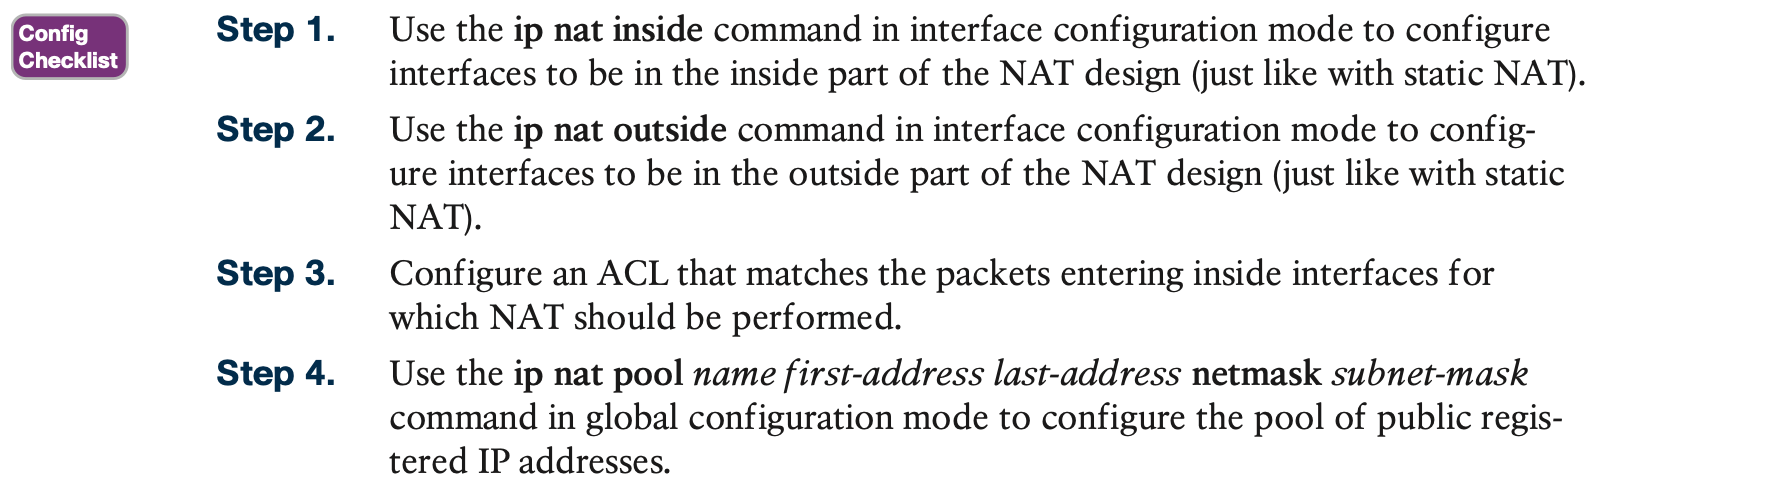 Config
Checklist
Step 1. Use the ip nat inside command in interface configuration mode to configure
interfaces to be in the inside part of the NAT design (just like with static NAT).
Step 2. Use the ip nat outside command in interface configuration mode to config-
ure interfaces to be in the outside part of the NAT design (just like with static
NAT).
Step 3. Configure an ACL that matches the packets entering inside interfaces for
which NAT should be performed.
Step 4. Use the ip nat pool name first-address last-address netmask subnet-mask
command in global configuration mode to configure the pool of public regis-
tered IP addresses.